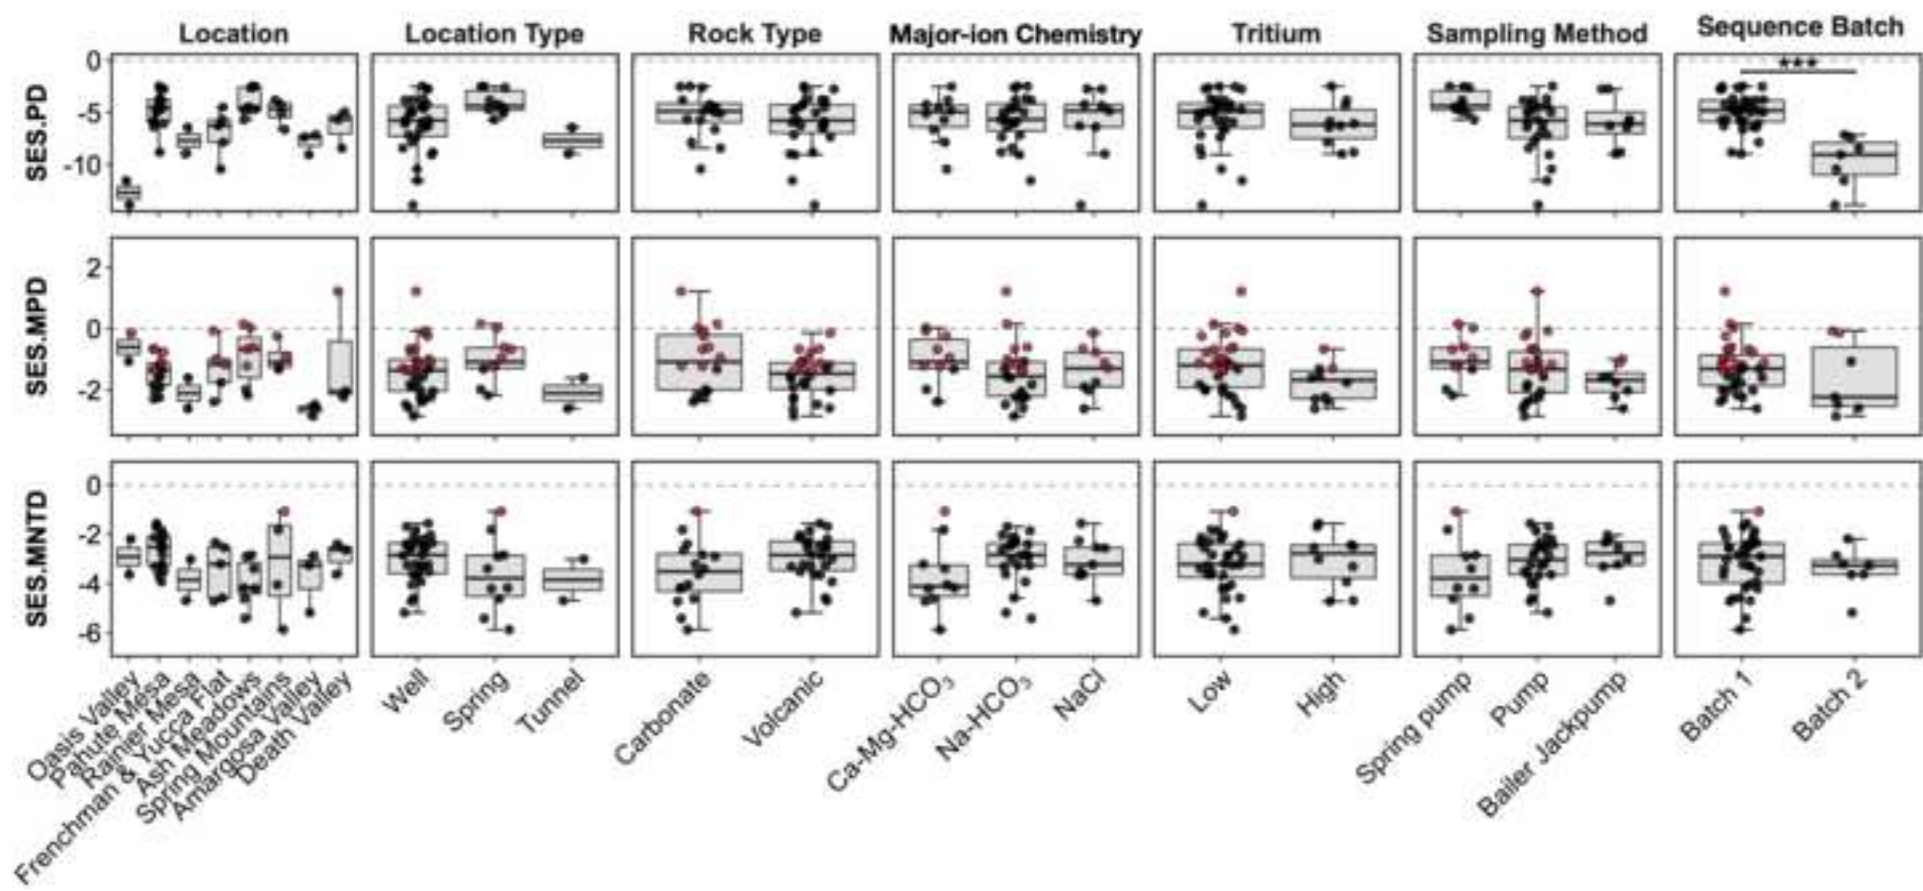 Location
Location Type
Rock Type
Major-ion Chemistry
Tritium
Sampling Method
Sequence Batch
SES.PD
0
-5
-10
***
SES.MPD
2
0
-2
SES.MNTD
0
-2
-4
-6
Oasis Valley
Pahute Mesa
Rainier Mesa
Frenchman & Yucca Flat
Ash Meadows
Spring Mountains
Amargosa Valley
Death Valley
Well
Spring
Tunnel
Carbonate
Volcanic
Ca-Mg-HCO₃
Na-HCO₃
NaCl
Low
High
Spring pump
Pump
Bailer Jackpump
Batch 1
Batch 2